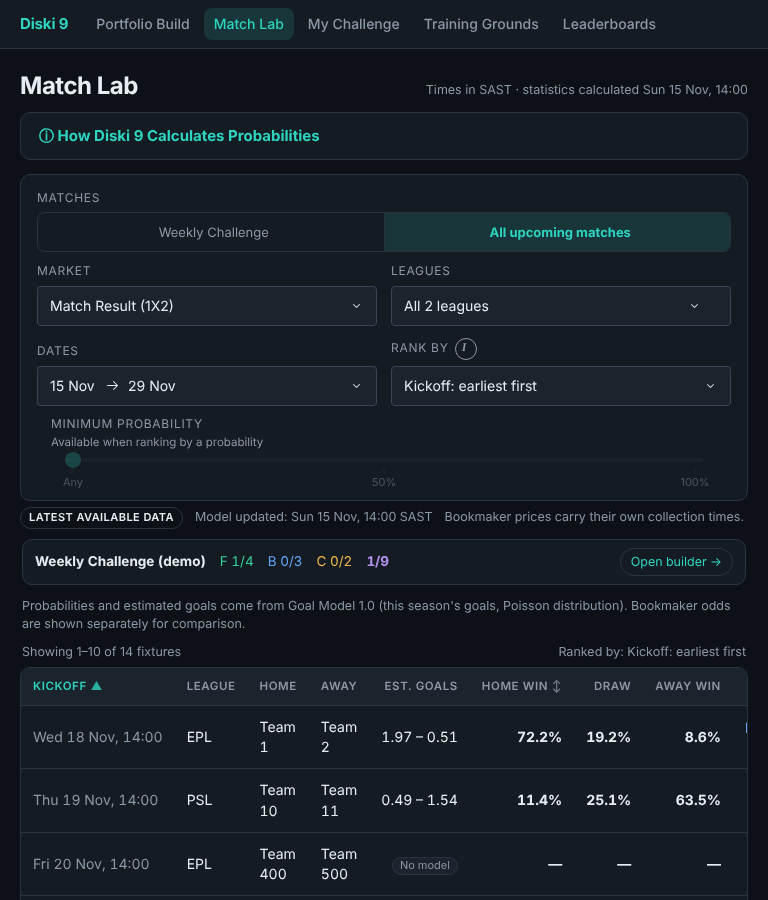 Diski 9 Portfolio Build Match Lab My Challenge Training Grounds Leaderboards
Match Lab Times in SAST · statistics calculated Sun 15 Nov, 14:00
ⓘ How Diski 9 Calculates Probabilities
MATCHES
Weekly Challenge All upcoming matches
MARKET LEAGUES
Match Result (1X2) All 2 leagues
DATES RANK BY i
15 Nov → 29 Nov Kickoff: earliest first
MINIMUM PROBABILITY
Available when ranking by a probability
Any 50% 100%
LATEST AVAILABLE DATA Model updated: Sun 15 Nov, 14:00 SAST Bookmaker prices carry their own collection times.
Weekly Challenge (demo) F 1/4 B 0/3 C 0/2 1/9 Open builder →
Probabilities and estimated goals come from Goal Model 1.0 (this season's goals, Poisson distribution). Bookmaker odds
are shown separately for comparison.
Showing 1–10 of 14 fixtures Ranked by: Kickoff: earliest first
KICKOFF ▲ LEAGUE HOME AWAY EST. GOALS HOME WIN ↕ DRAW AWAY WIN
Wed 18 Nov, 14:00 EPL Team 1 Team 2 1.97 – 0.51 72.2% 19.2% 8.6%
Thu 19 Nov, 14:00 PSL Team 10 Team 11 0.49 – 1.54 11.4% 25.1% 63.5%
Fri 20 Nov, 14:00 EPL Team 400 Team 500 No model — — —